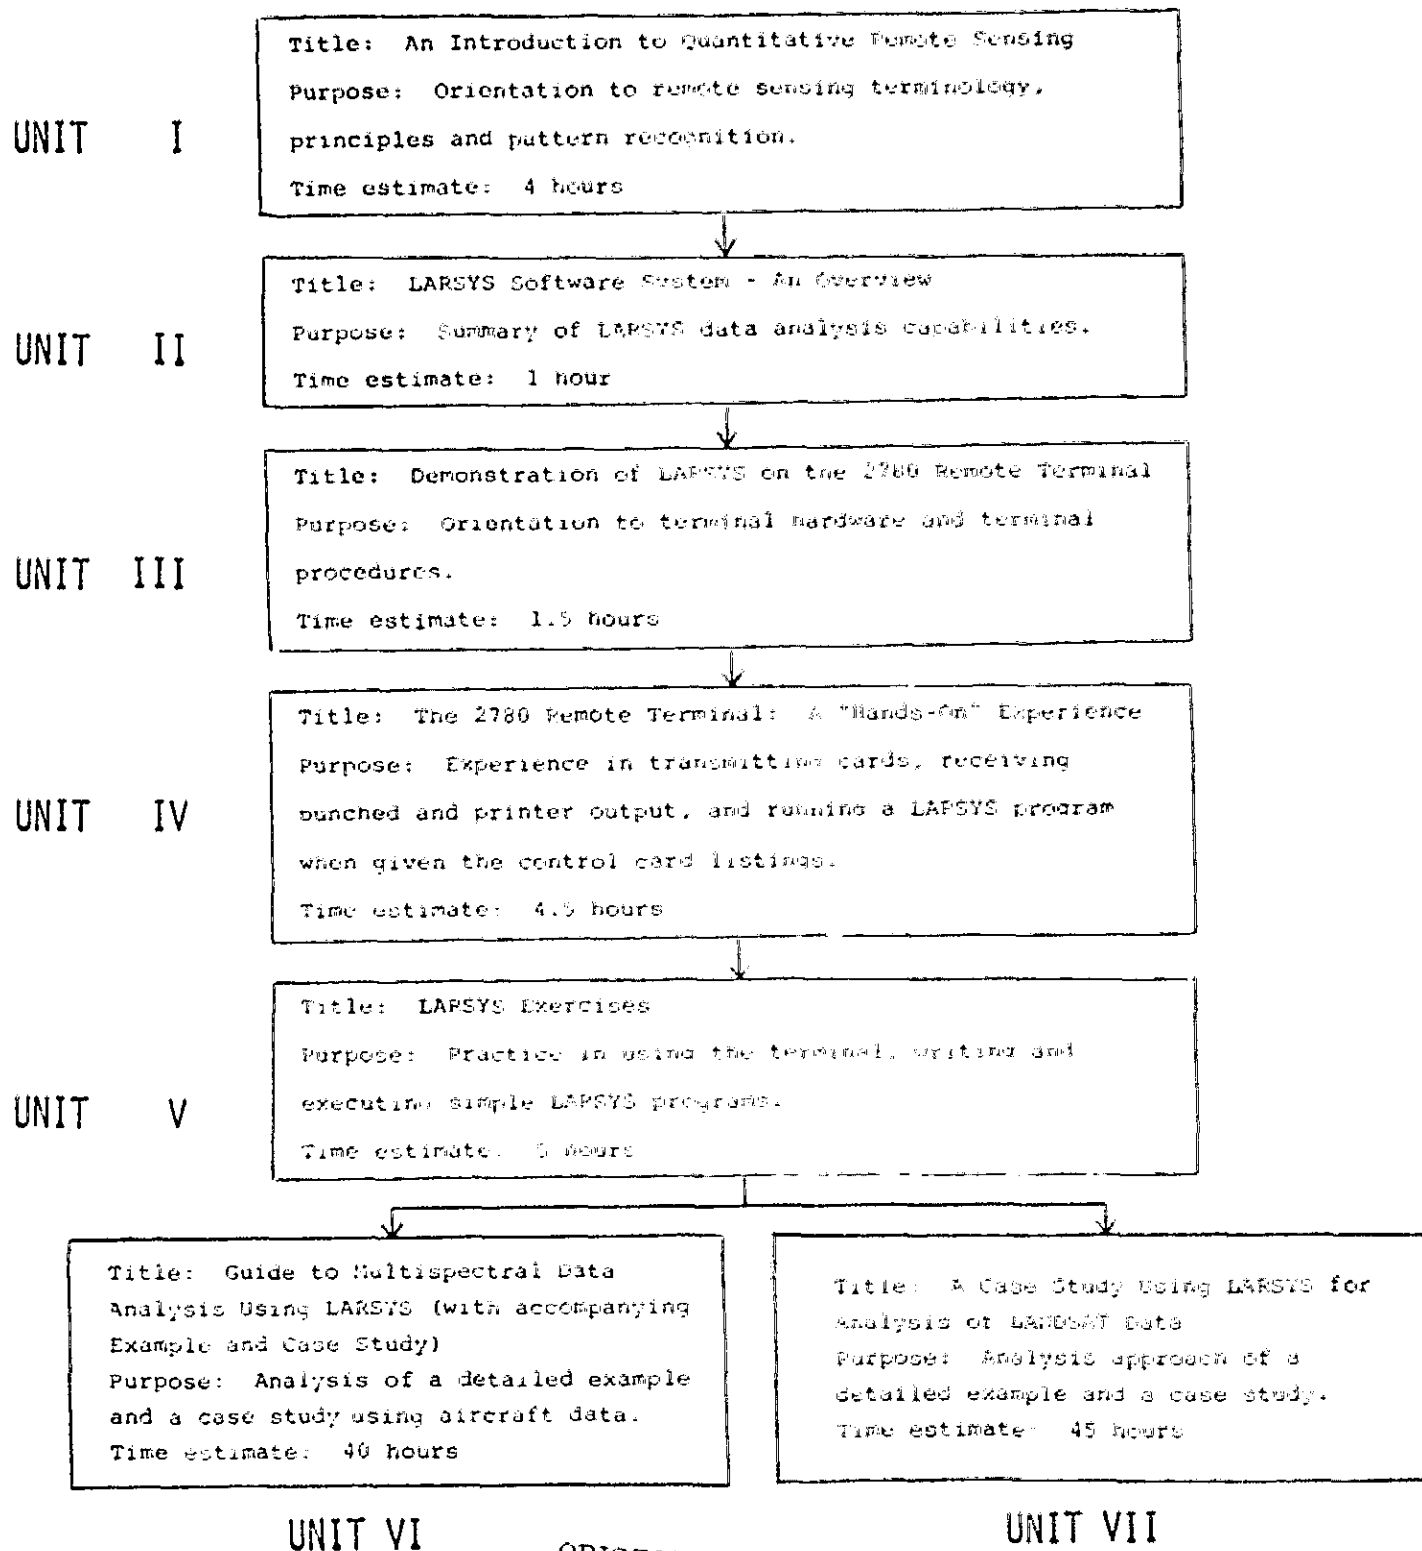 Title: An Introduction to Quantitative Remote Sensing
Purpose: Orientation to remote sensing terminology,
principles and pattern recognition.
Time estimate: 4 hours
UNIT I
Title: LARSYS Software System - An Overview
Purpose: Summary of LARSYS data analysis capabilities.
Time estimate: 1 hour
UNIT II
Title: Demonstration of LARSYS on the 2780 Remote Terminal
Purpose: Orientation to terminal hardware and terminal
procedures.
Time estimate: 1.5 hours
UNIT III
Title: The 2780 Remote Terminal: A "Hands-On" Experience
Purpose: Experience in transmitting cards, receiving
punched and printer output, and running a LARSYS program
when given the control card listings.
Time estimate: 4.5 hours
UNIT IV
Title: LARSYS Exercises
Purpose: Practice in using the terminal, writing and
executing simple LARSYS programs.
Time estimate: hours
UNIT V
Title: Guide to Multispectral Data
Analysis Using LARSYS (with accompanying
Example and Case Study)
Purpose: Analysis of a detailed example
and a case study using aircraft data.
Time estimate: 40 hours
UNIT VI
Title: A Case Study Using LARSYS for
Analysis of LANDSAT Data
Purpose: Analysis approach of a
detailed example and a case study.
Time estimate: 45 hours
UNIT VII